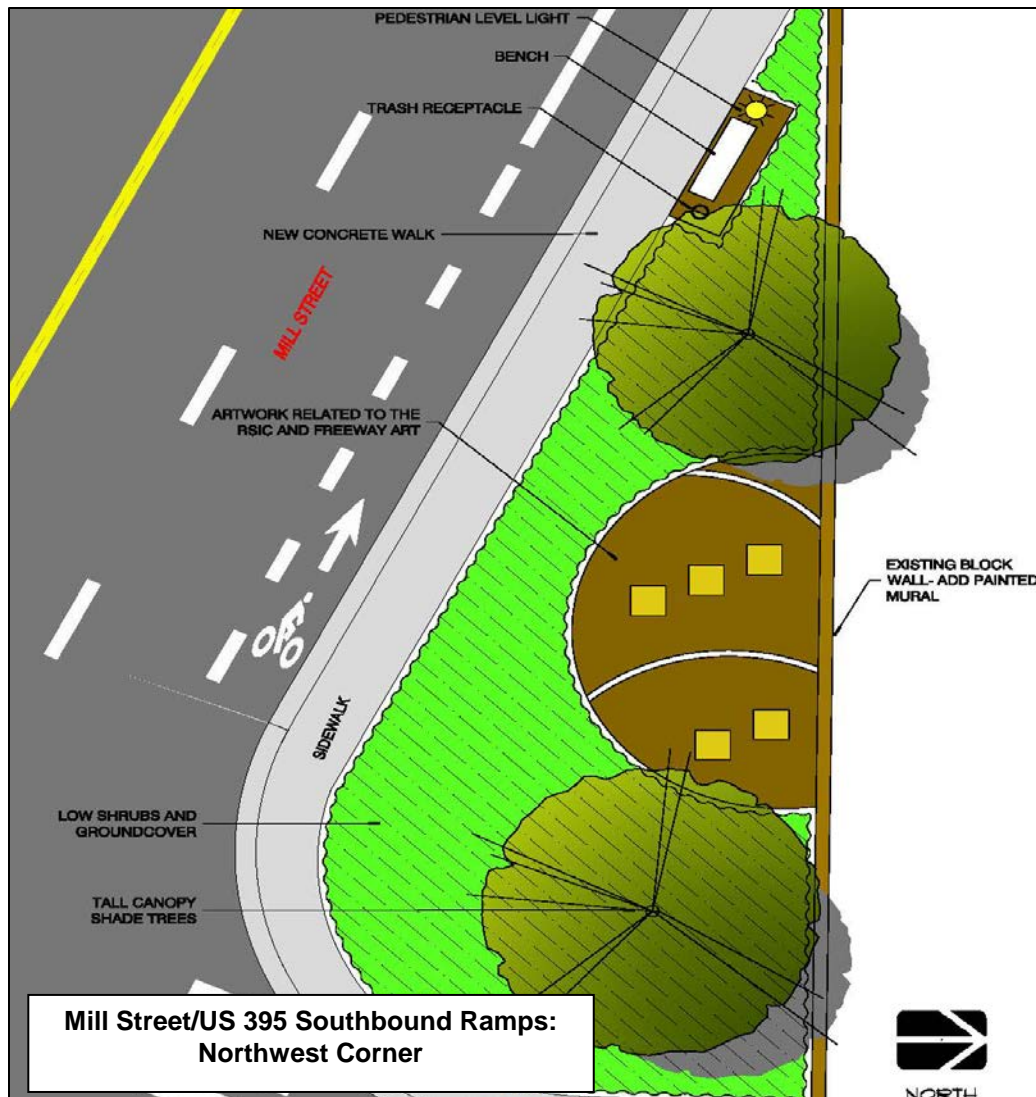 PEDESTRIAN LEVEL LIGHT
BENCH
TRASH RECEPTACLE
NEW CONCRETE WALK
MILL STREET
ARTWORK RELATED TO THE
RSIC AND FREEWAY ART
EXISTING BLOCK
WALL- ADD PAINTED
MURAL
SIDEWALK
LOW SHRUBS AND
GROUNDCOVER
TALL CANOPY
SHADE TREES
Mill Street/US 395 Southbound Ramps:
Northwest Corner
NORTH